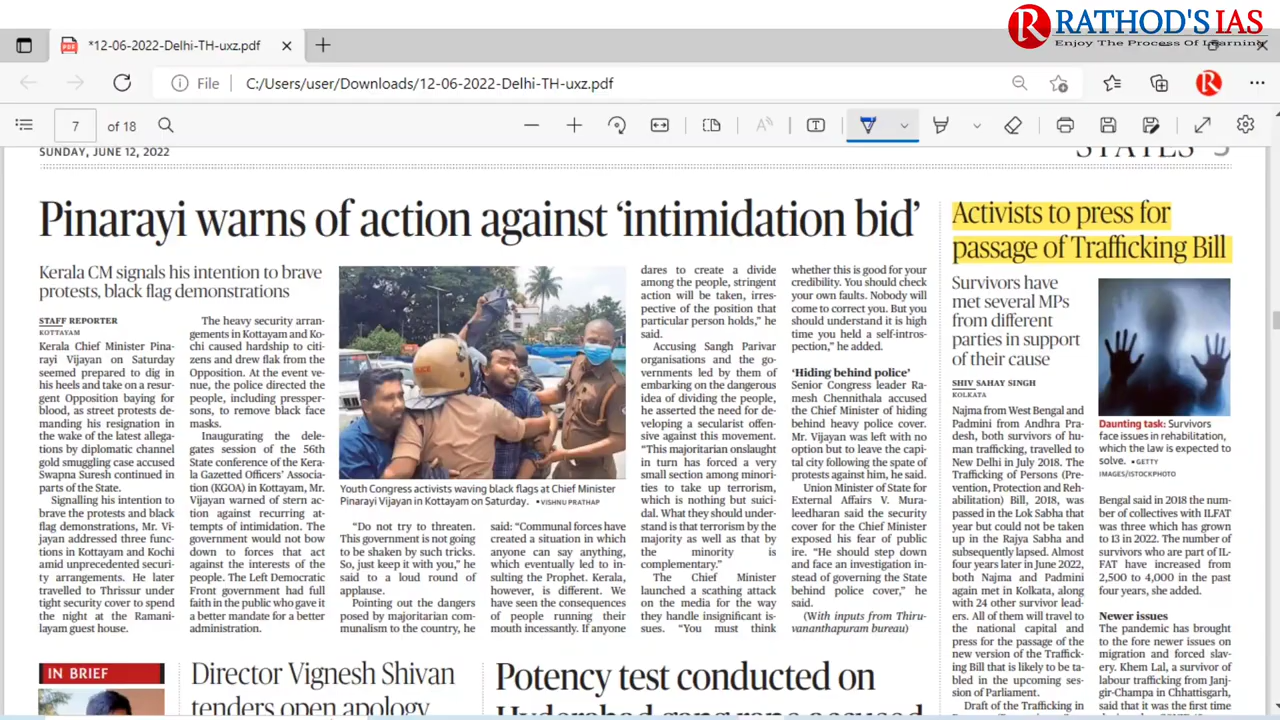 RATHOD'S IAS
Enjoy The Process Of Learning
*12-06-2022-Delhi-TH-uxz.pdf
File
C:/Users/user/Downloads/12-06-2022-Delhi-TH-uxz.pdf
7 of 18
SUNDAY, JUNE 12, 2022
STATES 5
Pinarayi warns of action against ‘intimidation bid’
Kerala CM signals his intention to brave
protests, black flag demonstrations
STAFF REPORTER
KOTTAYAM
Kerala Chief Minister Pina-
rayi Vijayan on Saturday
seemed prepared to dig in
his heels and take on a resur-
gent Opposition baying for
blood, as street protests de-
manding his resignation in
the wake of the latest allega-
tions by diplomatic channel
gold smuggling case accused
Swapna Suresh continued in
parts of the State.
Signalling his intention to
brave the protests and black
flag demonstrations, Mr. Vi-
jayan addressed three func-
tions in Kottayam and Kochi
amid unprecedented securi-
ty arrangements. He later
travelled to Thrissur under
tight security cover to spend
the night at the Ramani-
layam guest house.
The heavy security arran-
gements in Kottayam and Ko-
chi caused hardship to citi-
zens and drew flak from the
Opposition. At the event ve-
nue, the police directed the
people, including pressper-
sons, to remove black face
masks.
Inaugurating the dele-
gates session of the 56th
State conference of the Kera-
la Gazetted Officers’ Associa-
tion (KGOA) in Kottayam, Mr.
Vijayan warned of stern ac-
tion against recurring at-
tempts of intimidation. The
government would not bow
down to forces that act
against the interests of the
people. The Left Democratic
Front government had full
faith in the public who gave it
a better mandate for a better
administration.
Youth Congress activists waving black flags at Chief Minister
Pinarayi Vijayan in Kottayam on Saturday. • VISHNU PRATHAP
“Do not try to threaten.
This government is not going
to be shaken by such tricks.
So, just keep it with you,” he
said to a loud round of
applause.
Pointing out the dangers
posed by majoritarian com-
munalism to the country, he
said: “Communal forces have
created a situation in which
anyone can say anything,
which eventually led to in-
sulting the Prophet. Kerala,
however, is different. We
have seen the consequences
of people running their
mouth incessantly. If anyone
dares to create a divide
among the people, stringent
action will be taken, irres-
pective of the position that
particular person holds,” he
said.
Accusing Sangh Parivar
organisations and the go-
vernments led by them of
embarking on the dangerous
idea of dividing the people,
he asserted the need for de-
veloping a secularist offen-
sive against this movement.
“This majoritarian onslaught
in turn has forced a very
small section among minori-
ties to take up terrorism,
which is nothing but suici-
dal. What they should under-
stand is that terrorism by the
majority as well as that by
the minority is
complementary.”
The Chief Minister
launched a scathing attack
on the media for the way
they handle insignificant is-
sues. “You must think
whether this is good for your
credibility. You should check
your own faults. Nobody will
come to correct you. But you
should understand it is high
time you held a self-intros-
pection,” he added.
‘Hiding behind police’
Senior Congress leader Ra-
mesh Chennithala accused
the Chief Minister of hiding
behind heavy police cover.
Mr. Vijayan was left with no
option but to leave the capi-
tal city following the spate of
protests against him, he said.
Union Minister of State for
External Affairs V. Mura-
leedharan said the security
cover for the Chief Minister
exposed his fear of public
ire. “He should step down
and face an investigation in-
stead of governing the State
behind police cover,” he
said.
(With inputs from Thiru-
vananthapuram bureau)
Activists to press for
passage of Trafficking Bill
Survivors have
met several MPs
from different
parties in support
of their cause
SHIV SAHAY SINGH
KOLKATA
Najma from West Bengal and
Padmini from Andhra Pra-
desh, both survivors of hu-
man trafficking, travelled to
New Delhi in July 2018. The
Trafficking of Persons (Pre-
vention, Protection and Reh-
abilitation) Bill, 2018, was
passed in the Lok Sabha that
year but could not be taken
up in the Rajya Sabha and
subsequently lapsed. Almost
four years later in June 2022,
both Najma and Padmini
again met in Kolkata, along
with 24 other survivor lead-
ers. All of them will travel to
the national capital and
press for the passage of the
new version of the Traffick-
ing Bill that is likely to be ta-
bled in the upcoming ses-
sion of Parliament.
Draft of the Trafficking in
Daunting task: Survivors
face issues in rehabilitation,
which the law is expected to
solve. • GETTY
IMAGES/ISTOCKPHOTO
Bengal said in 2018 the num-
ber of collectives with ILFAT
was three which has grown
to 13 in 2022. The number of
survivors who are part of IL-
FAT have increased from
2,500 to 4,000 in the past
four years, she added.
Newer issues
The pandemic has brought
to the fore newer issues on
migration and forced slav-
ery. Khem Lal, a survivor of
labour trafficking from Janj-
gir-Champa in Chhattisgarh,
said that it was the first time
IN BRIEF
Director Vignesh Shivan
tenders open apology
Potency test conducted on
Hyderabad gang rape accused